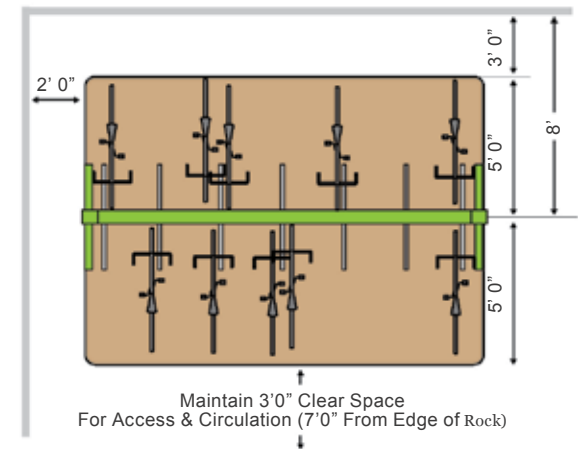 3' 0"
2' 0"
5' 0"
8'
5' 0"
Maintain 3'0" Clear Space
For Access & Circulation (7'0" From Edge of Rock)